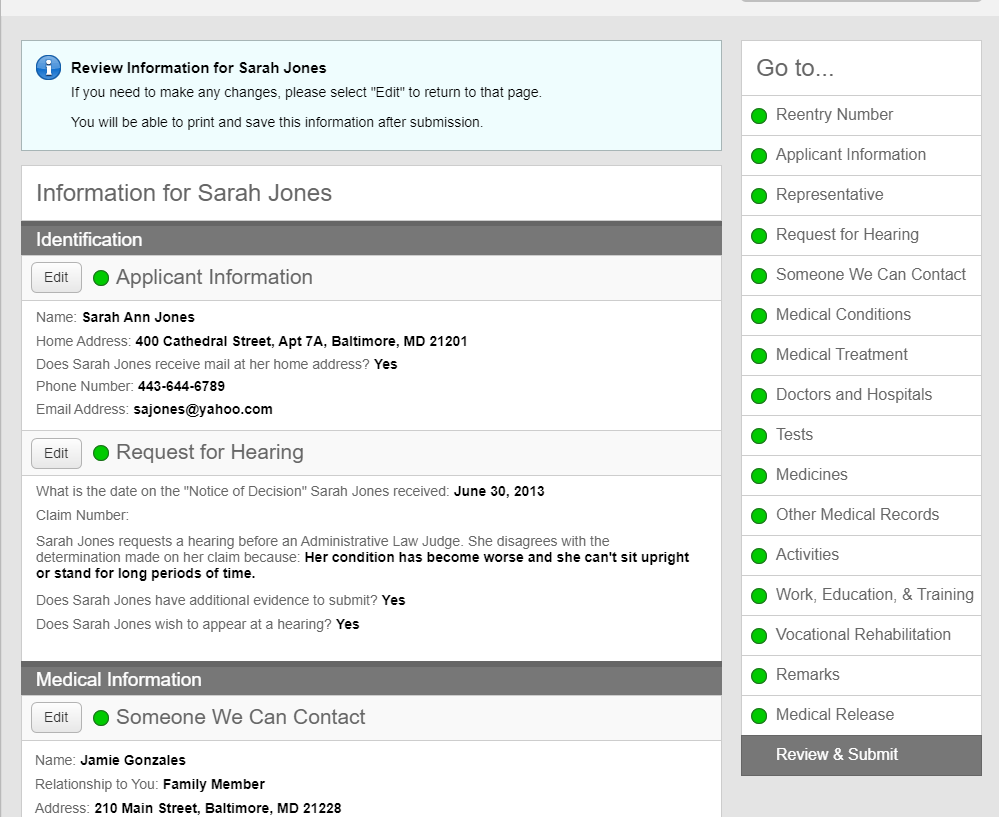 Review Information for Sarah Jones
If you need to make any changes, please select "Edit" to return to that page.
You will be able to print and save this information after submission.
Information for Sarah Jones
Identification
Edit Applicant Information
Name: Sarah Ann Jones
Home Address: 400 Cathedral Street, Apt 7A, Baltimore, MD 21201
Does Sarah Jones receive mail at her home address? Yes
Phone Number: 443-644-6789
Email Address: sajones@yahoo.com
Edit Request for Hearing
What is the date on the "Notice of Decision" Sarah Jones received: June 30, 2013
Claim Number:
Sarah Jones requests a hearing before an Administrative Law Judge. She disagrees with the
determination made on her claim because: Her condition has become worse and she can't sit upright
or stand for long periods of time.
Does Sarah Jones have additional evidence to submit? Yes
Does Sarah Jones wish to appear at a hearing? Yes
Medical Information
Edit Someone We Can Contact
Name: Jamie Gonzales
Relationship to You: Family Member
Address: 210 Main Street, Baltimore, MD 21228
Go to...
Reentry Number
Applicant Information
Representative
Request for Hearing
Someone We Can Contact
Medical Conditions
Medical Treatment
Doctors and Hospitals
Tests
Medicines
Other Medical Records
Activities
Work, Education, & Training
Vocational Rehabilitation
Remarks
Medical Release
Review & Submit